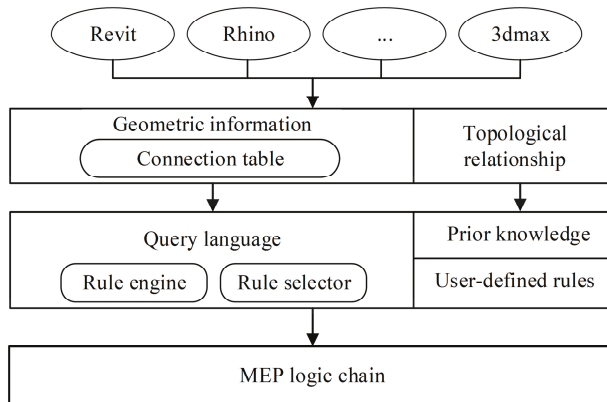 Revit
Rhino
...
3dmax
Geometric information
Connection table
Topological
relationship
Query language
Rule engine
Rule selector
Prior knowledge
User-defined rules
MEP logic chain